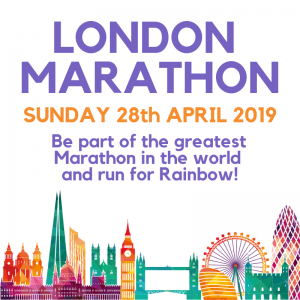 LONDON
MARATHON
SUNDAY 28th APRIL 2019
Be part of the greatest
Marathon in the world
and run for Rainbow!